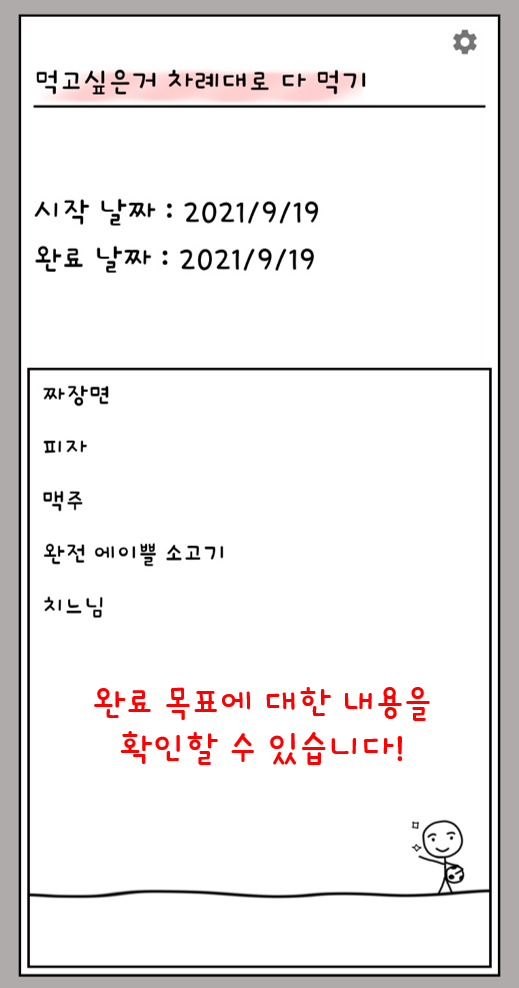 먹고싶은거 차례대로 다 먹기
시작 날짜 : 2021/9/19
완료 날짜 : 2021/9/19
짜장면
피자
맥주
완전 에이쁠 소고기
치느님
완료 목표에 대한 내용을
확인할 수 있습니다!